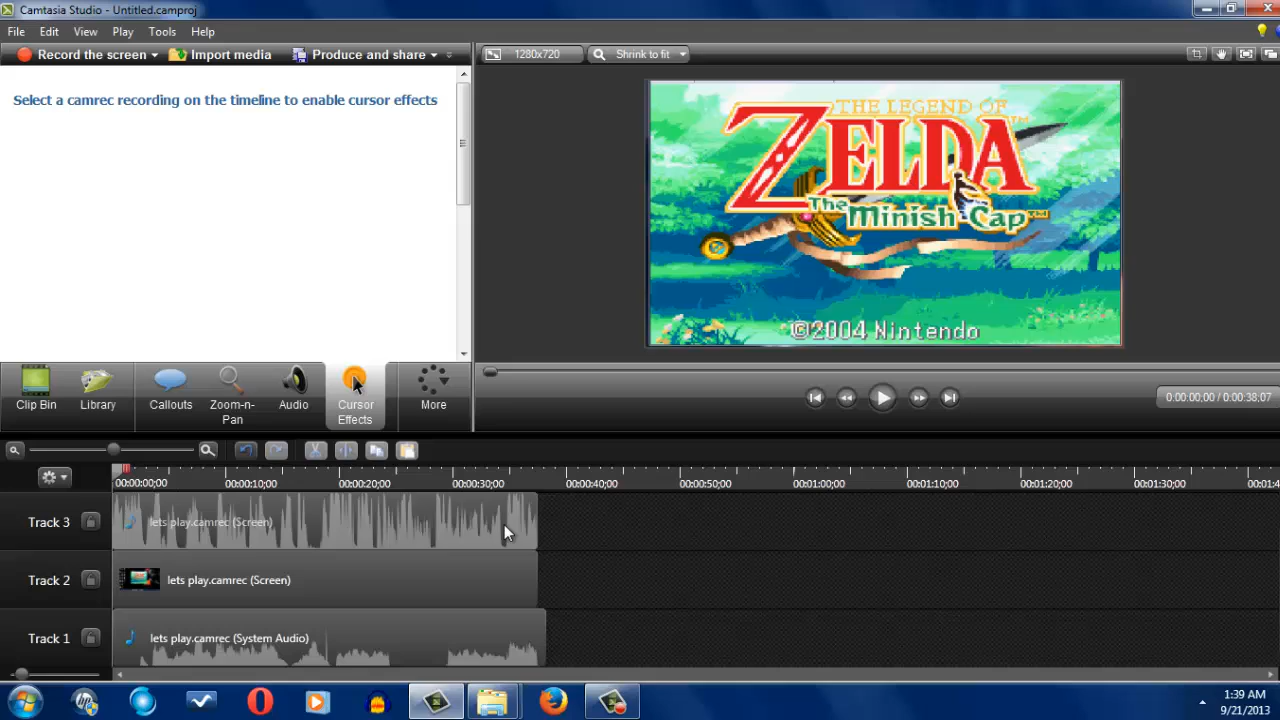 Camtasia Studio - Untitled.camproj
File Edit View Play Tools Help
Record the screen Import media Produce and share 1280x720 Shrink to fit
Select a camrec recording on the timeline to enable cursor effects
THE LEGEND OF
ZELDA™
The Minish Cap™
©2004 Nintendo
Clip Bin Library Callouts Zoom-n-Pan Audio Cursor Effects More
0:00:00;00 / 0:00:38;07
00:00:00;00 00:00:10;00 00:00:20;00 00:00:30;00 00:00:40;00 00:00:50;00 00:01:00;00 00:01:10;00 00:01:20;00 00:01:30;00 00:01:4
Track 3 lets play.camrec (Screen)
Track 2 lets play.camrec (Screen)
Track 1 lets play.camrec (System Audio)
1:39 AM
9/21/2013